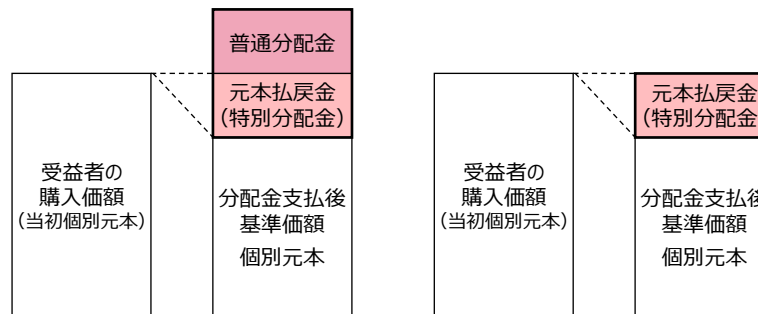 普通分配金
元本払戻金
(特別分配金)
受益者の
購入価額
(当初個別元本)
分配金支払後
基準価額
個別元本
元本払戻金
(特別分配金
受益者の
購入価額
(当初個別元本)
分配金支払後
基準価額
個別元本